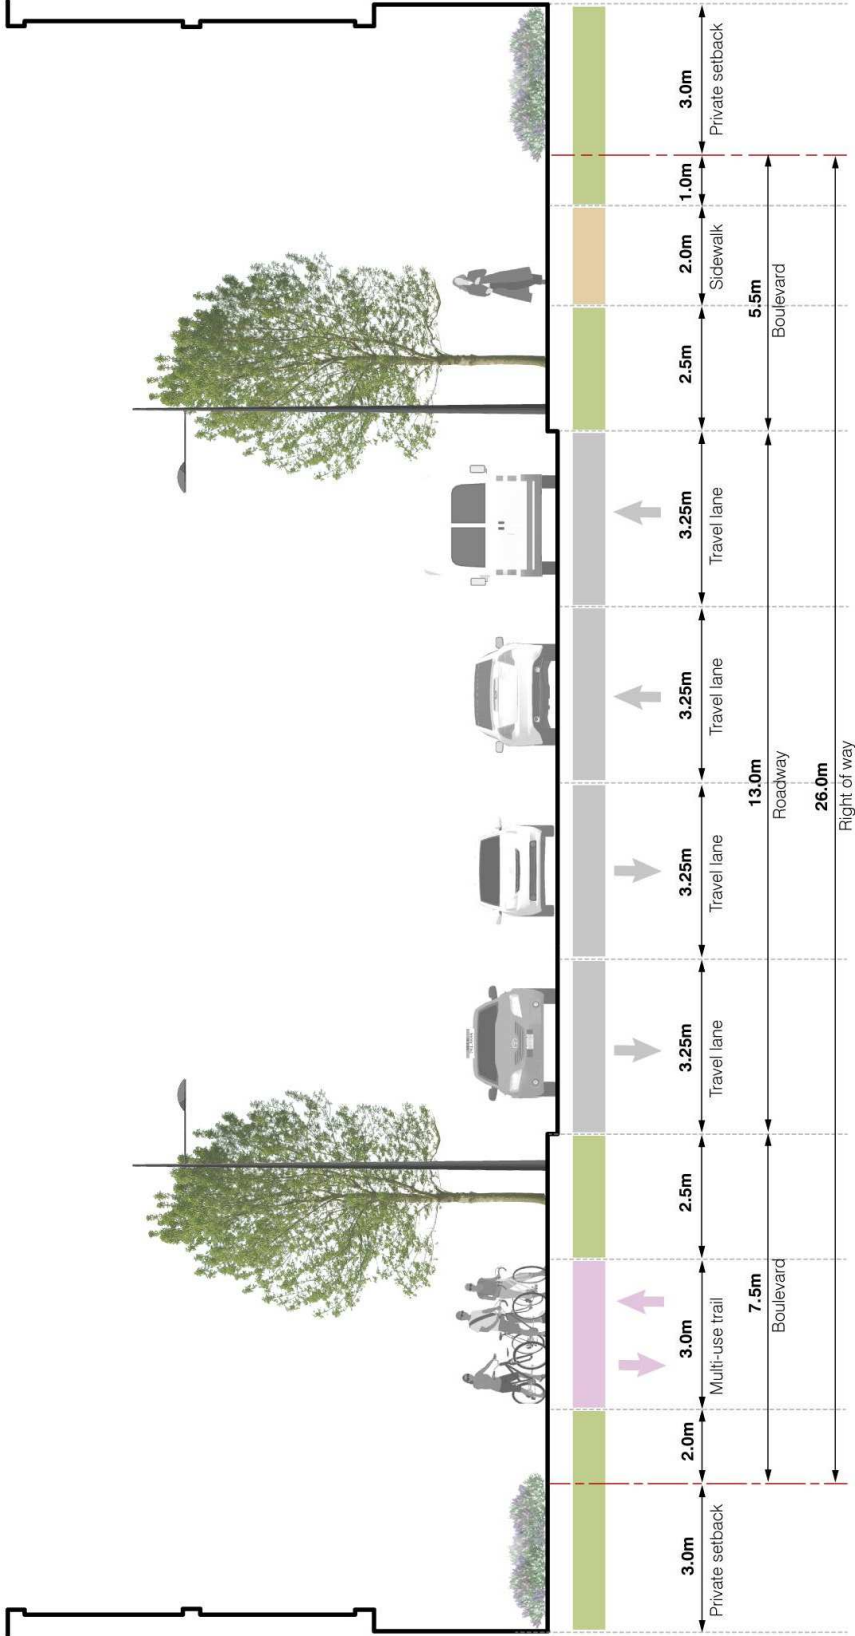 3.0m
Private setback
2.0m
3.0m
Multi-use trail
2.5m
3.25m
Travel lane
3.25m
Travel lane
3.25m
Travel lane
3.25m
Travel lane
2.5m
2.0m
Sidewalk
1.0m
3.0m
Private setback
7.5m
Boulevard
13.0m
Roadway
5.5m
Boulevard
26.0m
Right of way